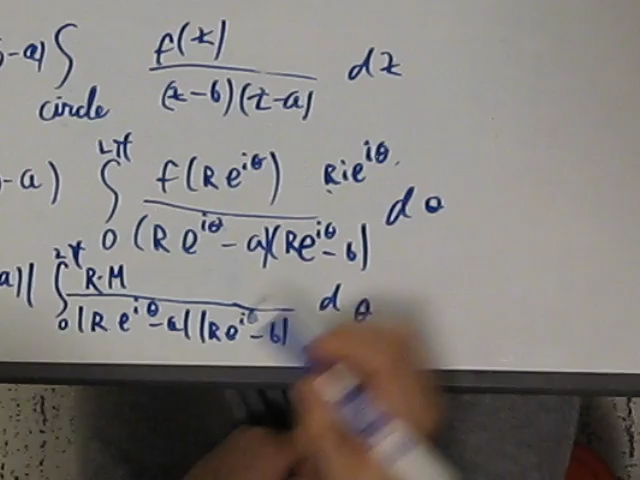 -a) ∫ f(z) / (z-b)(z-a) dz
circle
-a) ∫ 0 2π f(Re^{iθ}) Rie^{iθ} / (Re^{iθ}-a)(Re^{iθ}-b) dθ
a)| ∫ 0 2π R·M / |Re^{iθ}-a||Re^{iθ}-b| dθ